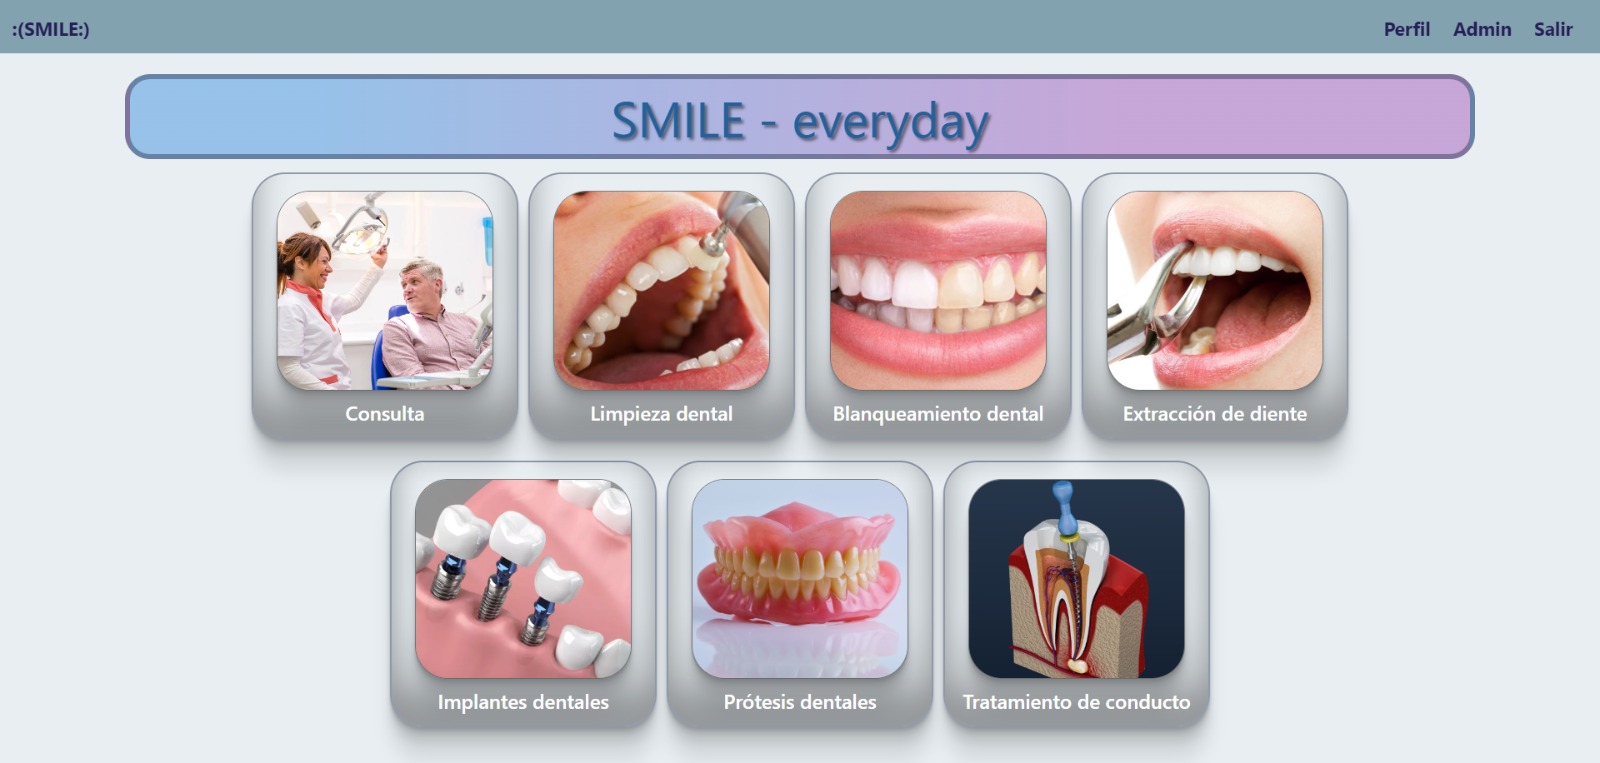 :(SMILE:)
Perfil Admin Salir
SMILE - everyday
Consulta
Limpieza dental
Blanqueamiento dental
Extracción de diente
Implantes dentales
Prótesis dentales
Tratamiento de conducto